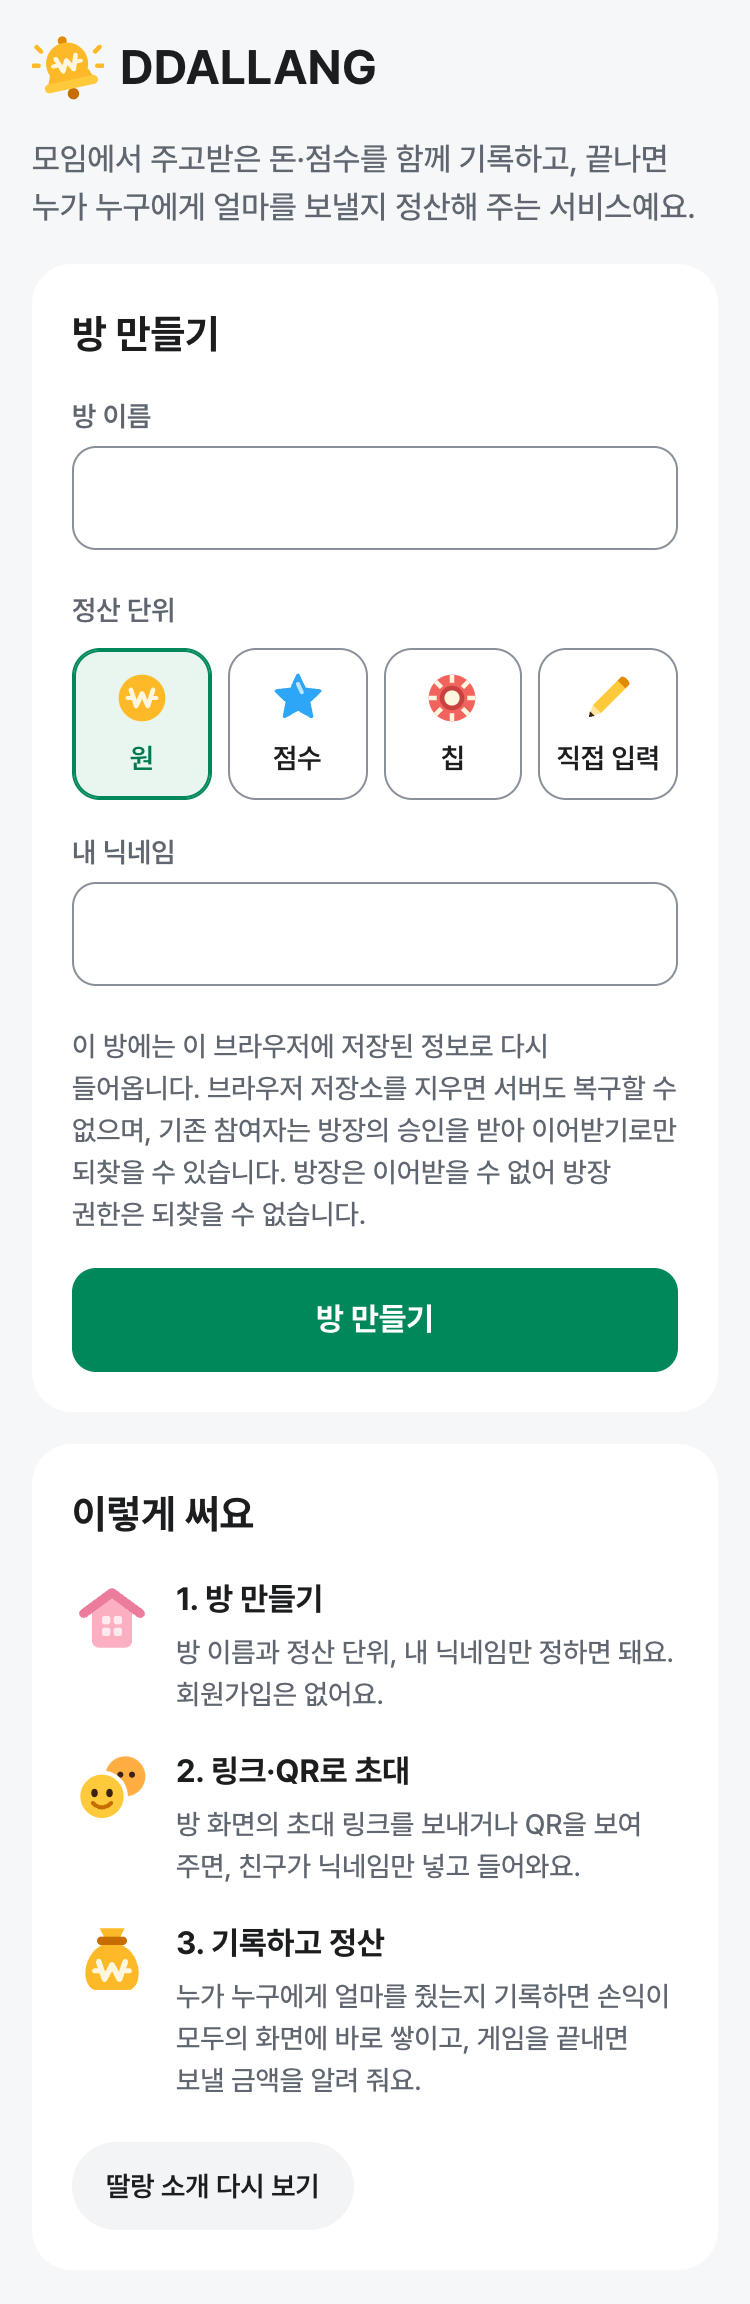 DDALLANG
모임에서 주고받은 돈·점수를 함께 기록하고, 끝나면
누가 누구에게 얼마를 보낼지 정산해 주는 서비스예요.
방 만들기
방 이름
정산 단위
원
점수
칩
직접 입력
내 닉네임
이 방에는 이 브라우저에 저장된 정보로 다시
들어옵니다. 브라우저 저장소를 지우면 서버도 복구할 수
없으며, 기존 참여자는 방장의 승인을 받아 이어받기로만
되찾을 수 있습니다. 방장은 이어받을 수 없어 방장
권한은 되찾을 수 없습니다.
방 만들기
이렇게 써요
1. 방 만들기
방 이름과 정산 단위, 내 닉네임만 정하면 돼요.
회원가입은 없어요.
2. 링크·QR로 초대
방 화면의 초대 링크를 보내거나 QR을 보여
주면, 친구가 닉네임만 넣고 들어와요.
3. 기록하고 정산
누가 누구에게 얼마를 줬는지 기록하면 손익이
모두의 화면에 바로 쌓이고, 게임을 끝내면
보낼 금액을 알려 줘요.
딸랑 소개 다시 보기